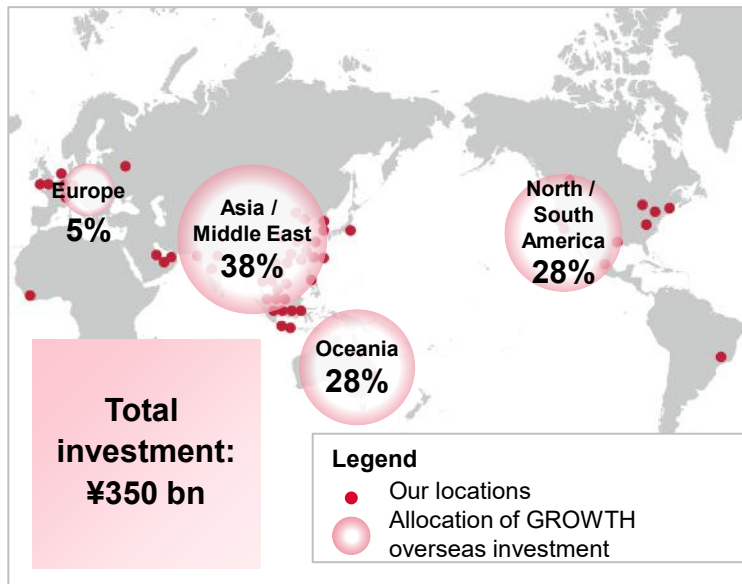 Europe
5%
Asia /
Middle East
38%
North /
South
America
28%
Oceania
28%
Total
investment:
¥350 bn
Legend
Our locations
Allocation of GROWTH
overseas investment